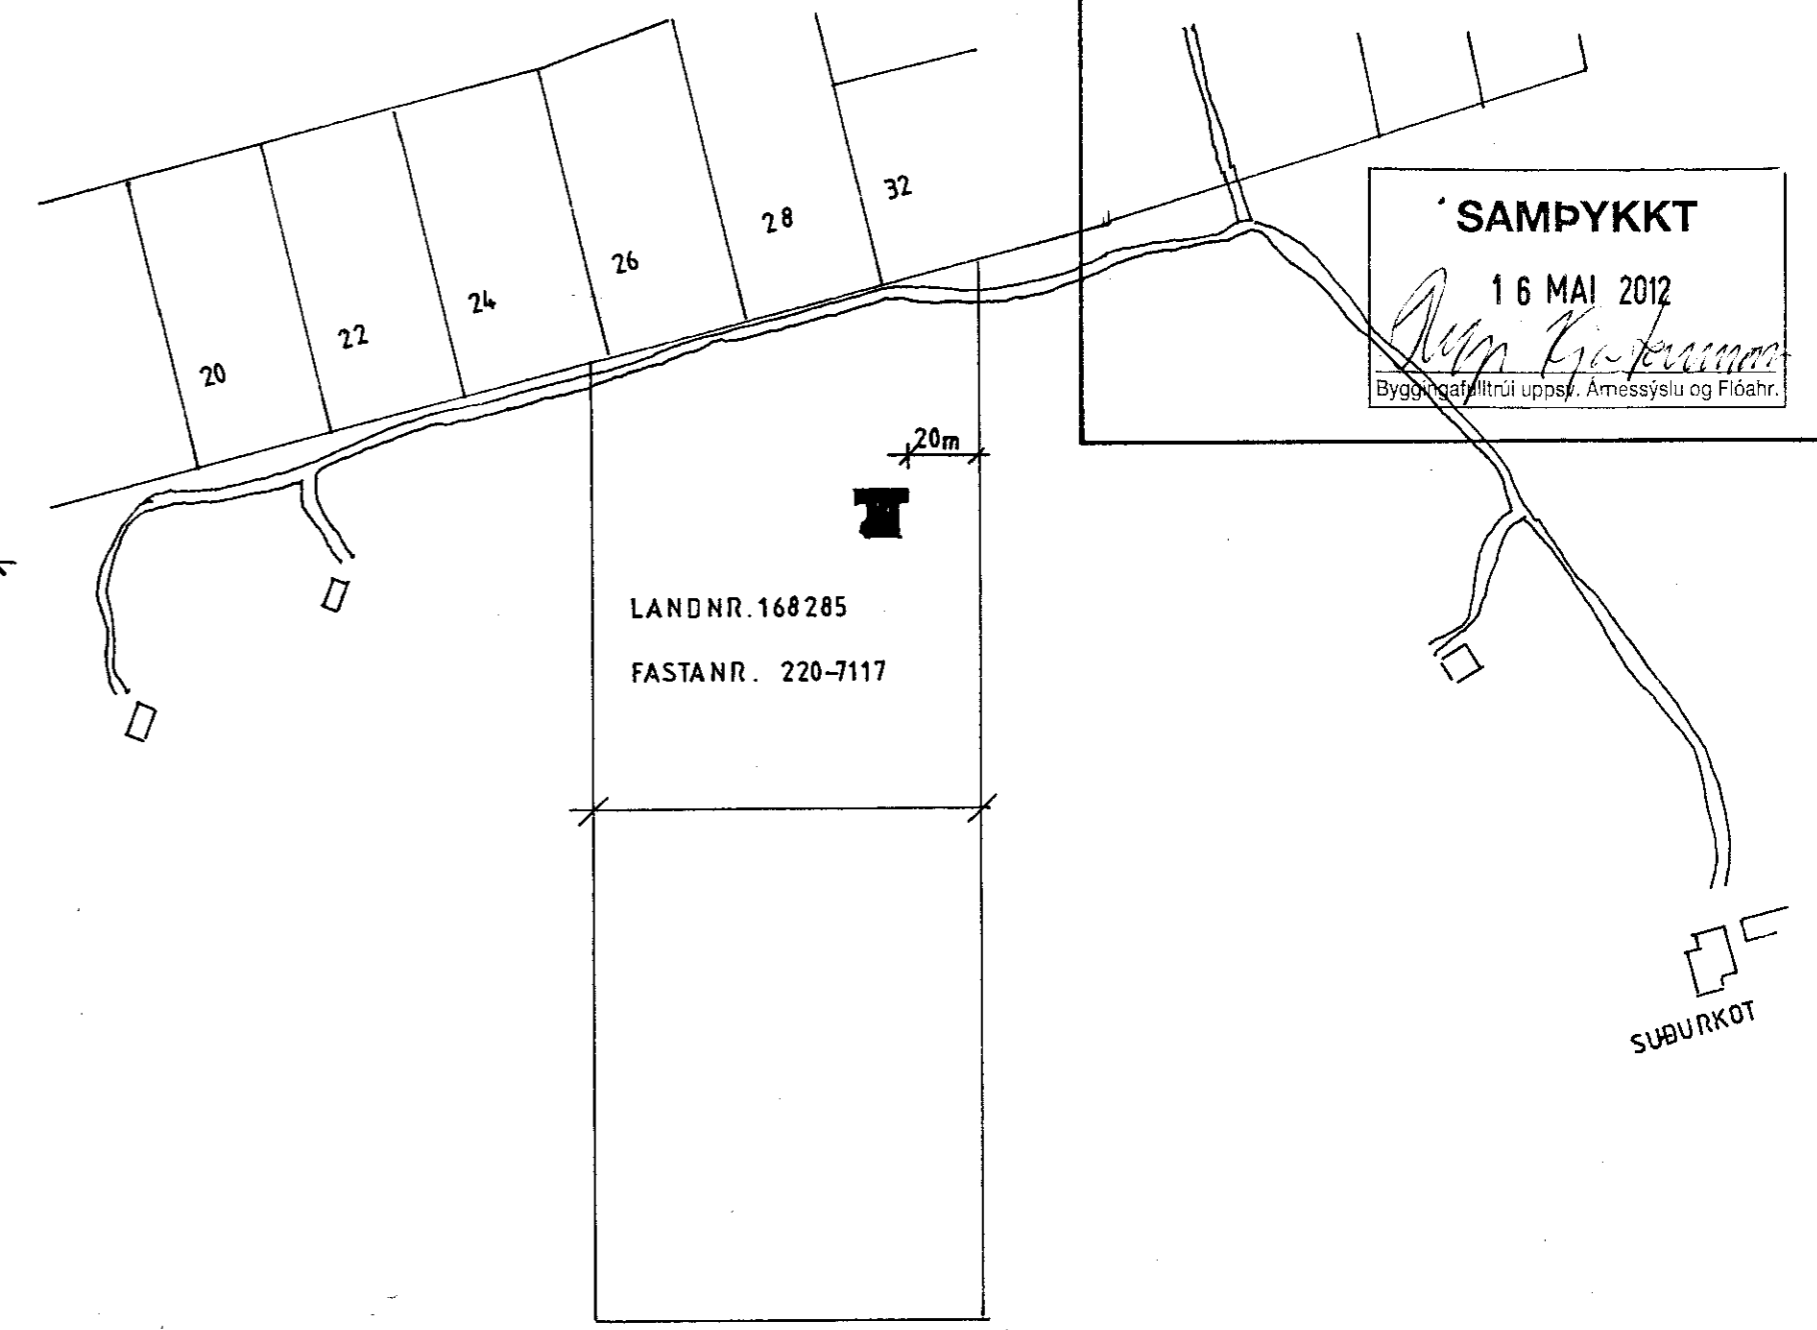 32
28
26
24
22
20
SAMÞYKKT
16 MAI 2012
Byggingafulltrúi uppsv. Árnessýslu og Flóahr.
20m
LANDNR. 168285
FASTANR. 220-7117
SUÐURKOT